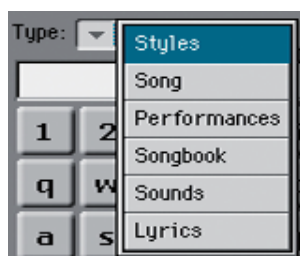 Type: Styles
Song
Performances
1 2
Songbook
q w
Sounds
a s
Lyrics